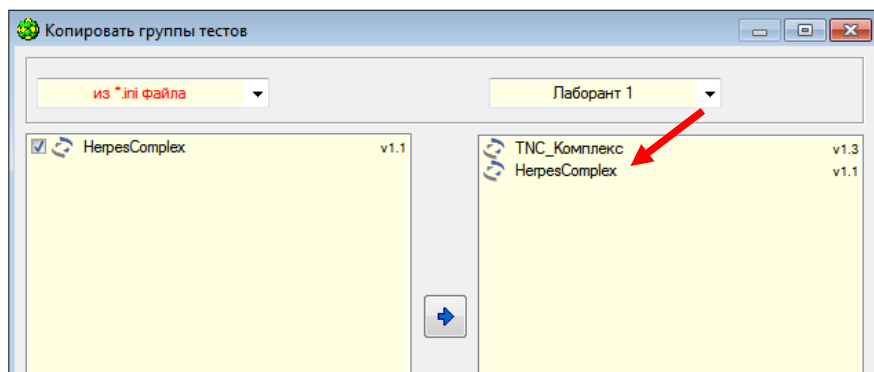 Копировать группы тестов
из *.ini файла
Лаборант 1
HerpesComplex v1.1
TNC_Комплекс v1.3
HerpesComplex v1.1